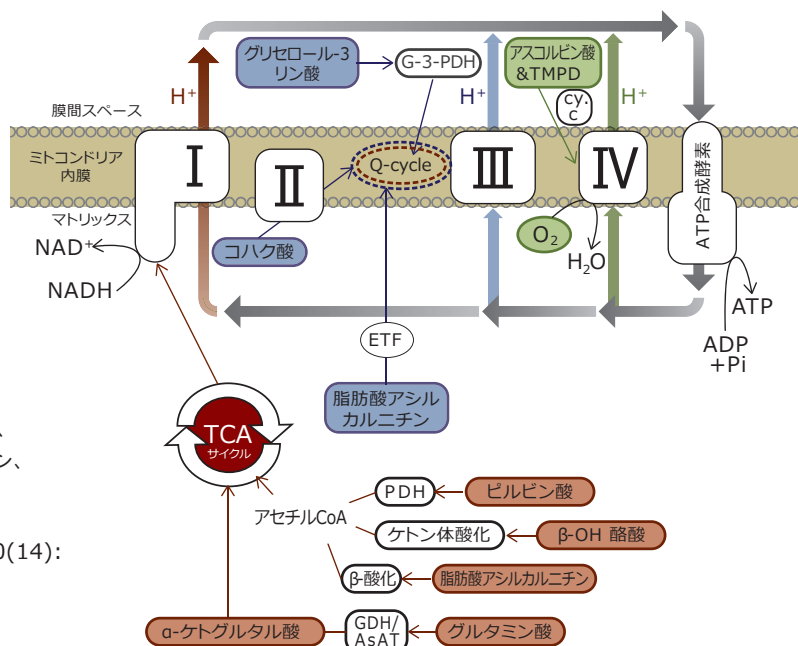 グリセロール-3
リン酸
G-3-PDH
アスコルビン酸
&TMPD
cy.
c
H⁺
H⁺
H⁺
膜間スペース
ミトコンドリア
内膜
マトリックス
I
II
Q-cycle
III
IV
ATP合成酵素
コハク酸
O₂
H₂O
NAD⁺
NADH
ATP
ADP
+Pi
ETF
脂肪酸アシル
カルニチン
TCA
サイクル
、
ン、
0(14):
アセチルCoA
PDH
ピルビン酸
ケトン体酸化
β-OH 酪酸
β-酸化
脂肪酸アシルカルニチン
α-ケトグルタル酸
GDH/
AsAT
グルタミン酸